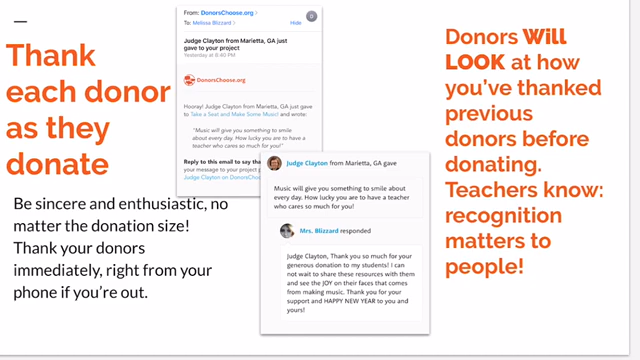 Thank
each donor
as they
donate
Be sincere and enthusiastic, no
matter the donation size!
Thank your donors
immediately, right from your
phone if you're out.
From: DonorsChoose.org >
To: Melissa Blizzard >
Hide
D
Judge Clayton from Marietta, GA just
gave to your project
Yesterday at 8:40 PM
DonorsChoose.org
Hooray! Judge Clayton from Marietta, GA just gave
to Take a Seat and Make Some Music! and wrote:
"Music will give you something to smile
about every day. How lucky you are to have a
teacher who cares so much for you!"
Reply to this email to say tha
your message to your project p
Judge Clayton on DonorsChoo
Judge Clayton from Marietta, GA gave
Music will give you something to smile about
every day. How lucky you are to have a teacher
who cares so much for you!
Mrs. Blizzard responded
Judge Clayton, Thank you so much for your
generous donation to my students! I can
not wait to share these resources with them
and see the JOY on their faces that comes
from making music. Thank you for your
support and HAPPY NEW YEAR to you and
yours!
Donors Will
LOOK at how
you've thanked
previous
donors before
donating.
Teachers know:
recognition
matters to
people!